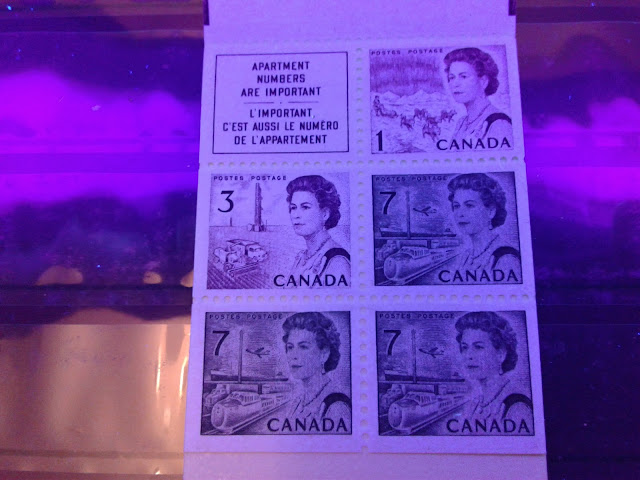 APARTMENT
NUMBERS
ARE IMPORTANT
L'IMPORTANT,
C'EST AUSSI LE NUMÉRO
DE L'APPARTEMENT
POSTES POSTAGE
1
CANADA
POSTES POSTAGE
3
CANADA
POSTES POSTAGE
7
CANADA
POSTES POSTAGE
7
CANADA
POSTES POSTAGE
7
CANADA